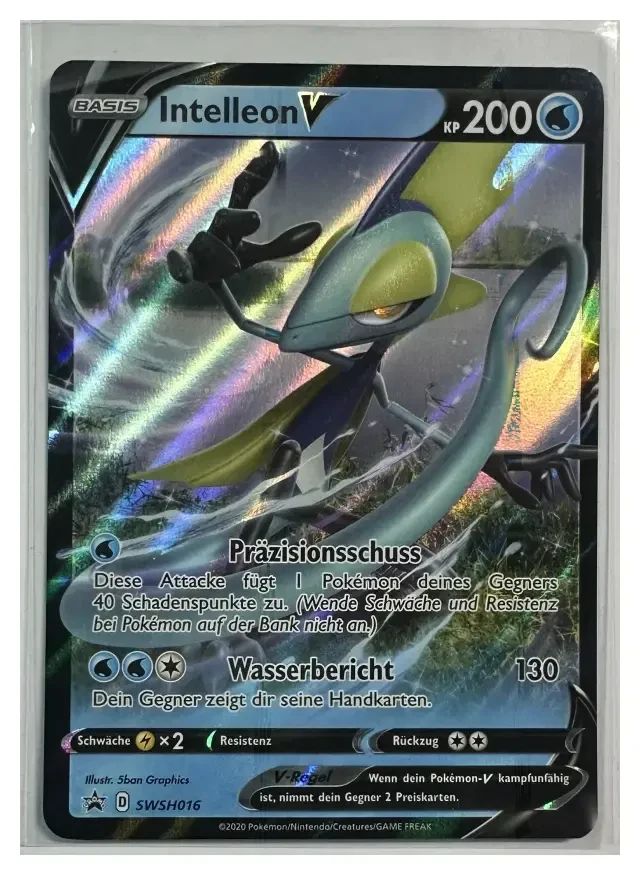 BASIS Intelleon V KP 200
Präzisionsschuss
Diese Attacke fügt 1 Pokémon deines Gegners
40 Schadenspunkte zu. (Wende Schwäche und Resistenz
bei Pokémon auf der Bank nicht an.)
Wasserbericht 130
Dein Gegner zeigt dir seine Handkarten.
Schwäche ×2 Resistenz Rückzug
Illustr. 5ban Graphics
V-Regel Wenn dein Pokémon-V kampfunfähig
ist, nimmt dein Gegner 2 Preiskarten.
D SWSH016
©2020 Pokémon/Nintendo/Creatures/GAME FREAK